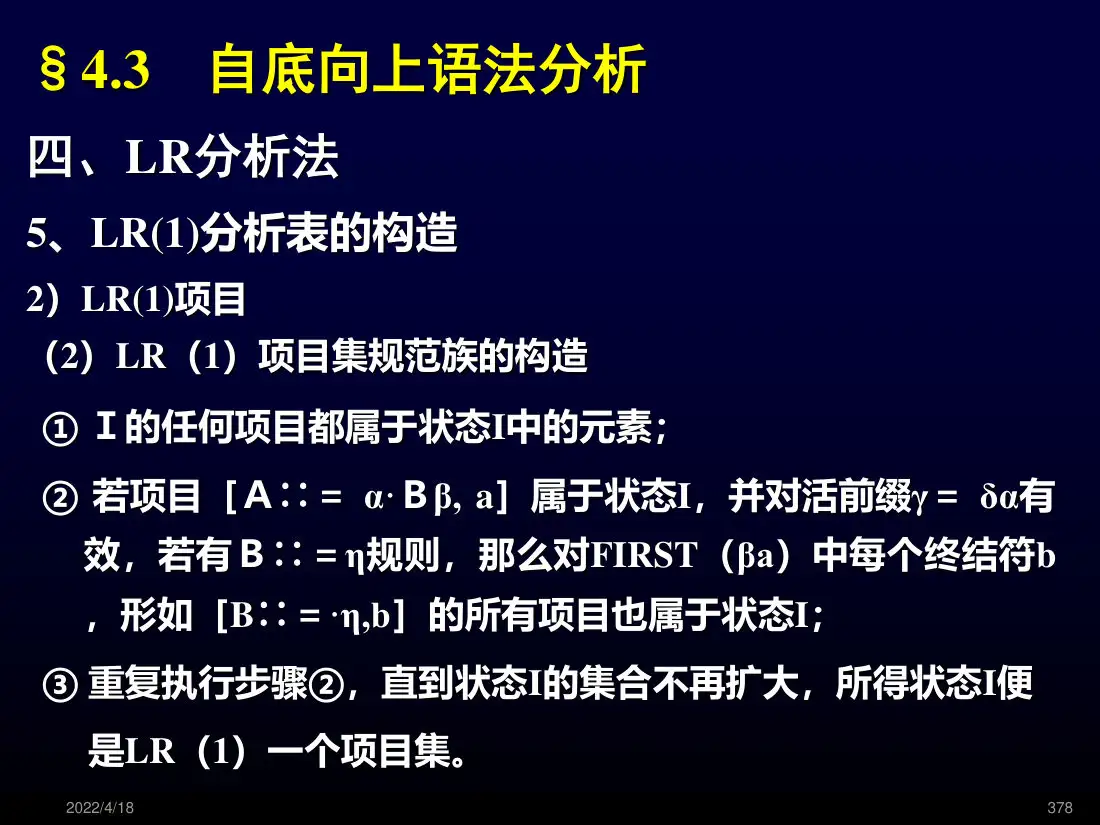 §4.3 自底向上语法分析
四、LR分析法
5、LR(1)分析表的构造
2）LR(1)项目
（2）LR（1）项目集规范族的构造
① Ｉ的任何项目都属于状态I中的元素；
② 若项目［Ａ∷＝ α·Ｂβ, a］属于状态I，并对活前缀γ＝ δα有
效，若有Ｂ∷＝η规则，那么对FIRST（βa）中每个终结符b
，形如［B∷＝·η,b］的所有项目也属于状态I；
③ 重复执行步骤②，直到状态I的集合不再扩大，所得状态I便
是LR（1）一个项目集。
2022/4/18
378